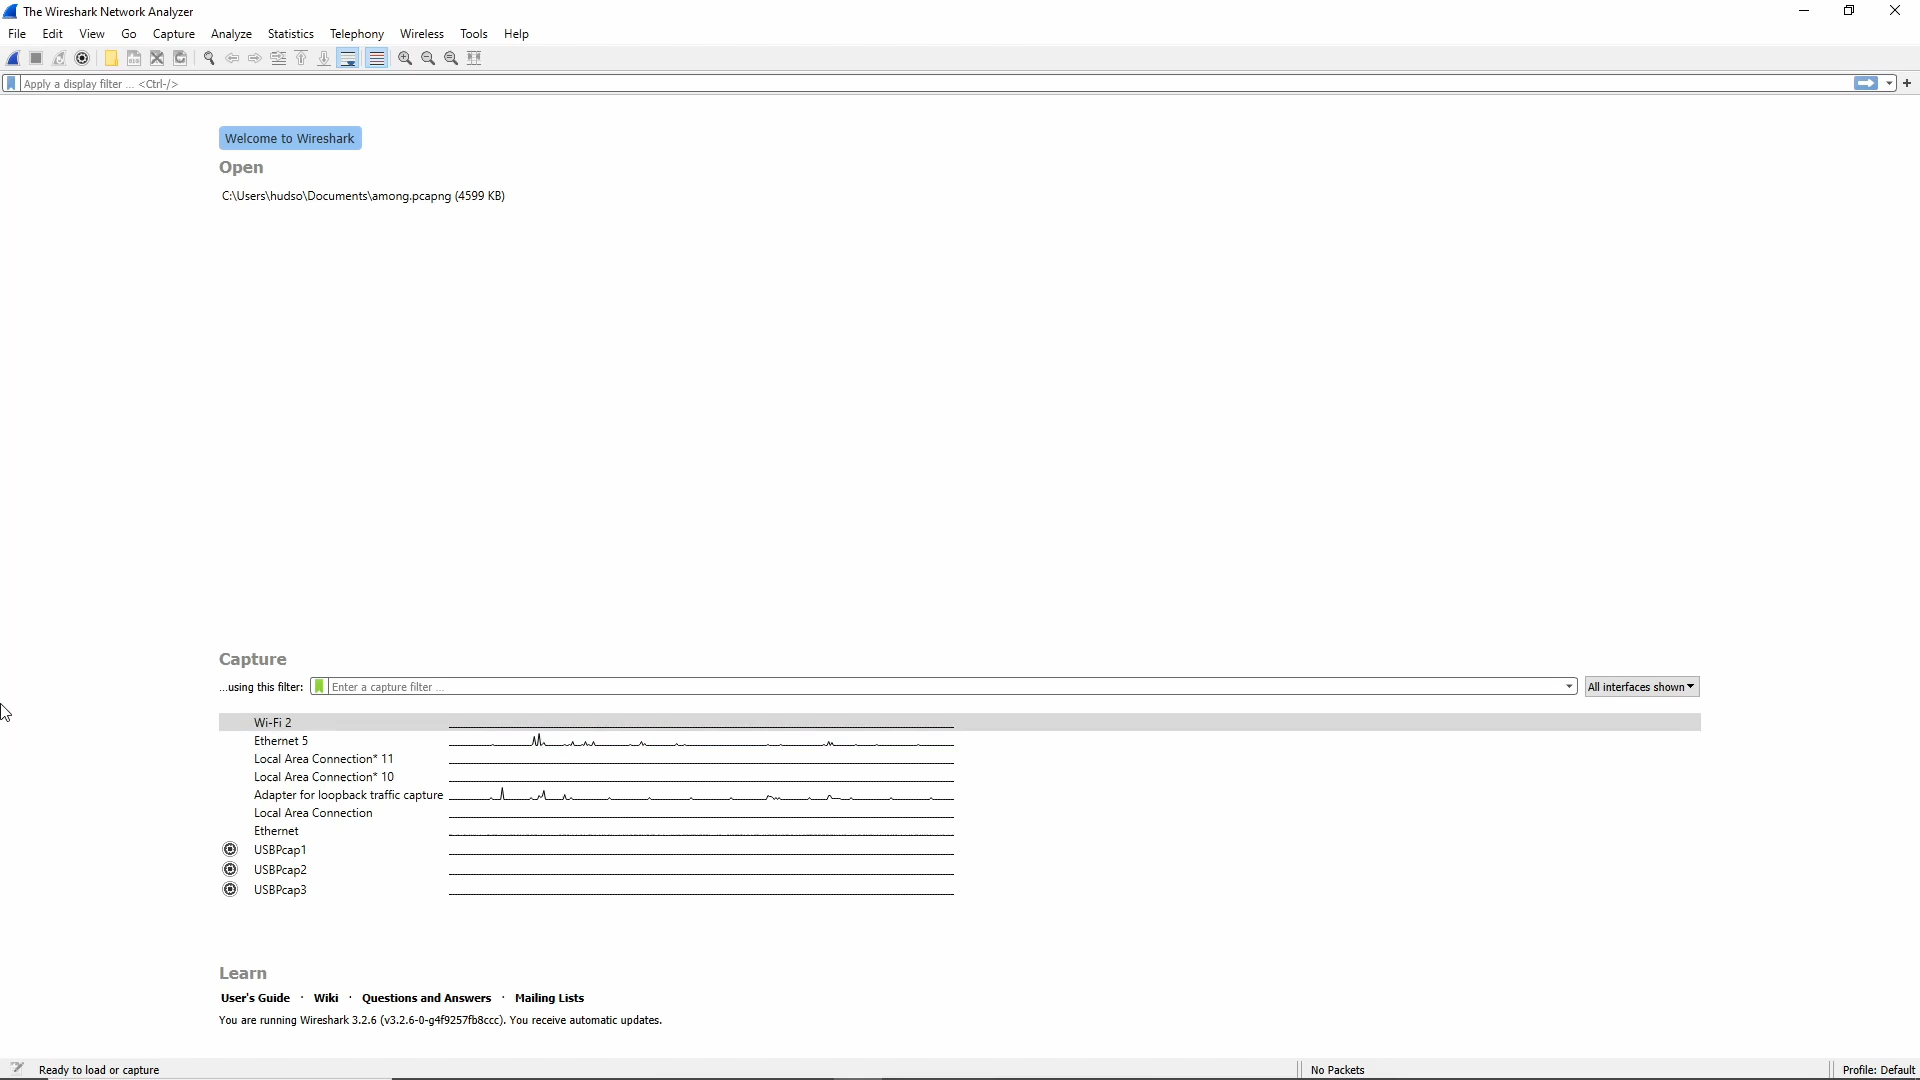 The Wireshark Network Analyzer
File Edit View Go Capture Analyze Statistics Telephony Wireless Tools Help
Apply a display filter ... <Ctrl-/>
Welcome to Wireshark
Open
C:\Users\hudso\Documents\among.pcapng (4599 KB)
Capture
...using this filter: Enter a capture filter ... All interfaces shown
Wi-Fi 2
Ethernet 5
Local Area Connection* 11
Local Area Connection* 10
Adapter for loopback traffic capture
Local Area Connection
Ethernet
USBPcap1
USBPcap2
USBPcap3
Learn
User's Guide · Wiki · Questions and Answers · Mailing Lists
You are running Wireshark 3.2.6 (v3.2.6-0-g4f9257fb8ccc). You receive automatic updates.
Ready to load or capture No Packets Profile: Default